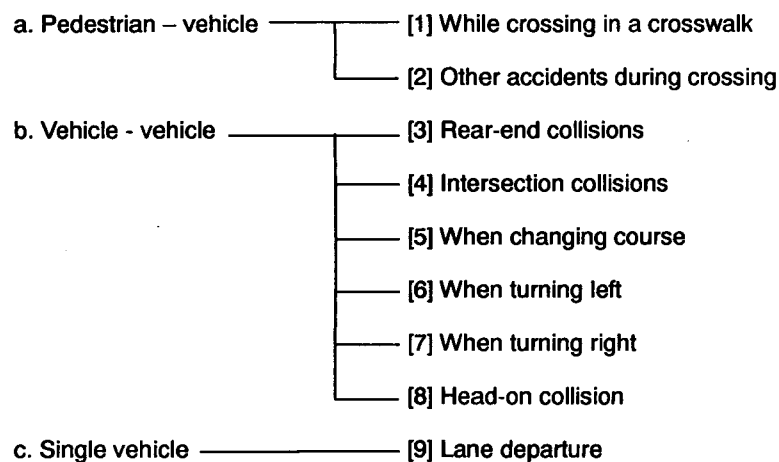 a. Pedestrian – vehicle [1] While crossing in a crosswalk
[2] Other accidents during crossing
b. Vehicle - vehicle [3] Rear-end collisions
[4] Intersection collisions
[5] When changing course
[6] When turning left
[7] When turning right
[8] Head-on collision
c. Single vehicle [9] Lane departure